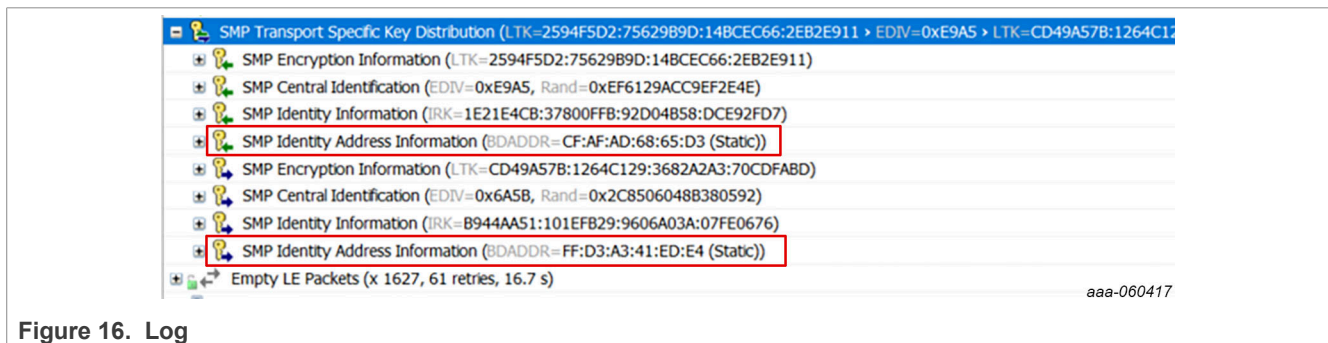 SMP Transport Specific Key Distribution (LTK=2594F5D2:75629B9D:14BCEC66:2EB2E911 › EDIV=0xE9A5 › LTK=CD49A57B:1264C12
SMP Encryption Information (LTK=2594F5D2:75629B9D:14BCEC66:2EB2E911)
SMP Central Identification (EDIV=0xE9A5, Rand=0xEF6129ACC9EF2E4E)
SMP Identity Information (IRK=1E21E4CB:37800FFB:92D04B58:DCE92FD7)
SMP Identity Address Information (BDADDR=CF:AF:AD:68:65:D3 (Static))
SMP Encryption Information (LTK=CD49A57B:1264C129:3682A2A3:70CDFABD)
SMP Central Identification (EDIV=0x6A5B, Rand=0x2C8506048B380592)
SMP Identity Information (IRK=B944AA51:101EFB29:9606A03A:07FE0676)
SMP Identity Address Information (BDADDR=FF:D3:A3:41:ED:E4 (Static))
Empty LE Packets (x 1627, 61 retries, 16.7 s)
aaa-060417
Figure 16. Log